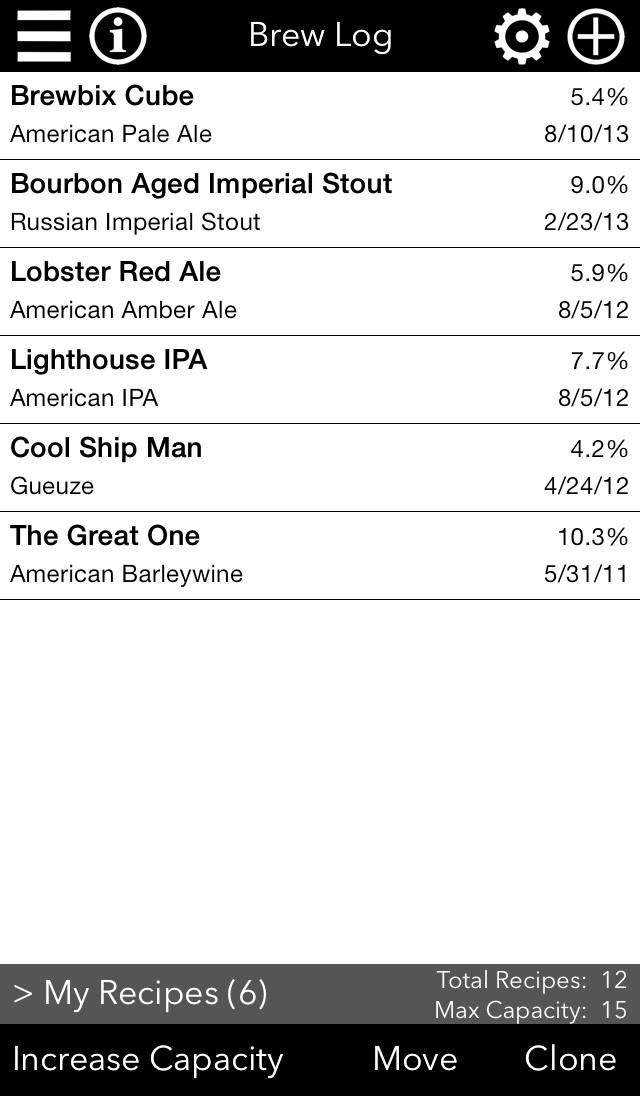 Brew Log
Brewbix Cube 5.4%
American Pale Ale 8/10/13
Bourbon Aged Imperial Stout 9.0%
Russian Imperial Stout 2/23/13
Lobster Red Ale 5.9%
American Amber Ale 8/5/12
Lighthouse IPA 7.7%
American IPA 8/5/12
Cool Ship Man 4.2%
Gueuze 4/24/12
The Great One 10.3%
American Barleywine 5/31/11
> My Recipes (6)
Total Recipes: 12
Max Capacity: 15
Increase Capacity Move Clone